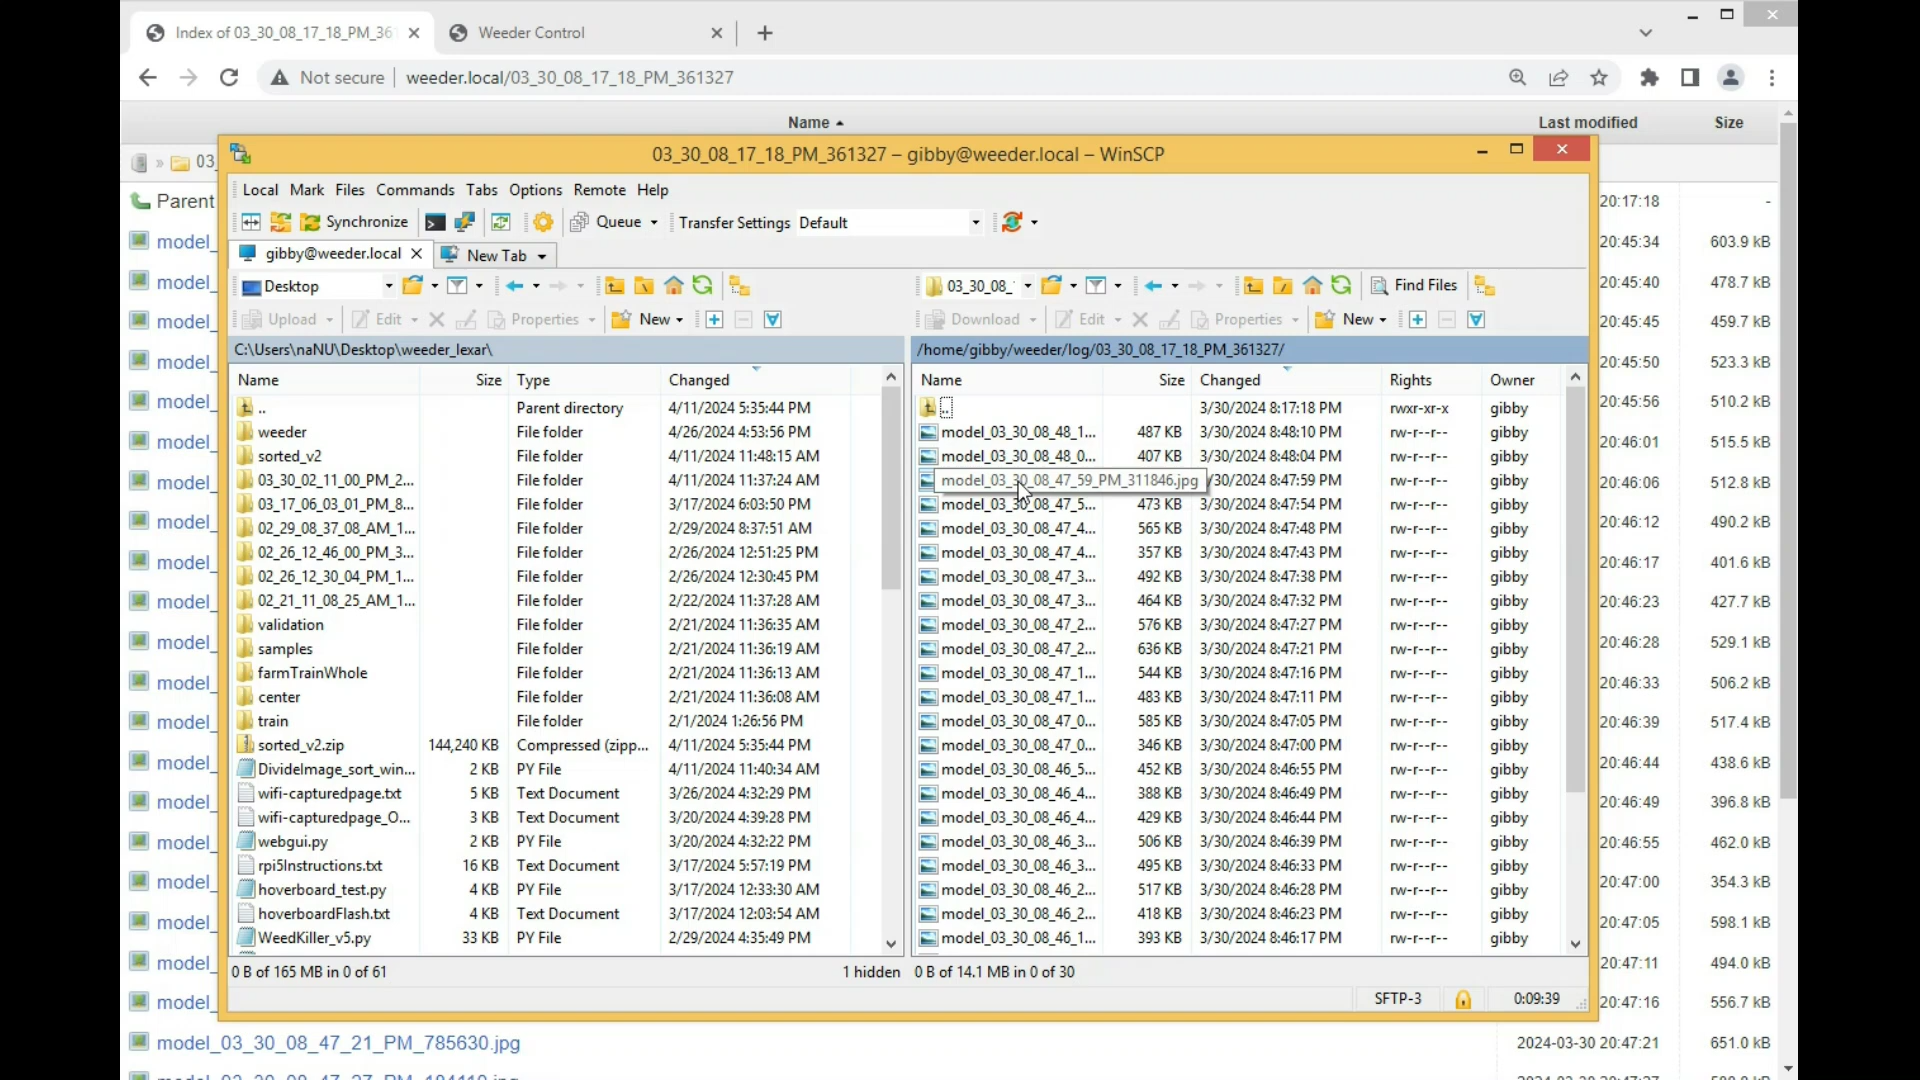 Index of 03_30_08_17_18_PM_36
Weeder Control
Not secure
weeder.local/03_30_08_17_18_PM_361327
Name
Last modified
Size
03_30_08_17_18_PM_361327 – gibby@weeder.local – WinSCP
» 03_
Local Mark Files Commands Tabs Options Remote Help
Parent
20:17:18 -
Synchronize
Queue
Transfer Settings Default
model_
20:45:34 603.9 kB
gibby@weeder.local
New Tab
model_
20:45:40 478.7 kB
Desktop
03_30_08_
Find Files
Upload Edit Properties New
Download Edit Properties New
model_
20:45:45 459.7 kB
C:\Users\naNU\Desktop\weeder_lexar\
/home/gibby/weeder/log/03_30_08_17_18_PM_361327/
model_
20:45:50 523.3 kB
Name Size Type Changed
Name Size Changed Rights Owner
model_
20:45:56 510.2 kB
.. Parent directory 4/11/2024 5:35:44 PM
.. 3/30/2024 8:17:18 PM rwxr-xr-x gibby
weeder File folder 4/26/2024 4:53:56 PM
model_03_30_08_48_1... 487 KB 3/30/2024 8:48:10 PM rw-r--r-- gibby
model_
20:46:01 515.5 kB
sorted_v2 File folder 4/11/2024 11:48:15 AM
model_03_30_08_48_0... 407 KB 3/30/2024 8:48:04 PM rw-r--r-- gibby
03_30_02_11_00_PM_2... File folder 4/11/2024 11:37:24 AM
model_03_30_08_47_59_PM_311846.jpg /30/2024 8:47:59 PM rw-r--r-- gibby
model_
20:46:06 512.8 kB
03_17_06_03_01_PM_8... File folder 3/17/2024 6:03:50 PM
model_03_30_08_47_5... 473 KB 3/30/2024 8:47:54 PM rw-r--r-- gibby
model_
20:46:12 490.2 kB
02_29_08_37_08_AM_1... File folder 2/29/2024 8:37:51 AM
model_03_30_08_47_4... 565 KB 3/30/2024 8:47:48 PM rw-r--r-- gibby
02_26_12_46_00_PM_3... File folder 2/26/2024 12:51:25 PM
model_03_30_08_47_4... 357 KB 3/30/2024 8:47:43 PM rw-r--r-- gibby
model_
20:46:17 401.6 kB
02_26_12_30_04_PM_1... File folder 2/26/2024 12:30:45 PM
model_03_30_08_47_3... 492 KB 3/30/2024 8:47:38 PM rw-r--r-- gibby
02_21_11_08_25_AM_1... File folder 2/22/2024 11:37:28 AM
model_03_30_08_47_3... 464 KB 3/30/2024 8:47:32 PM rw-r--r-- gibby
model_
20:46:23 427.7 kB
validation File folder 2/21/2024 11:36:35 AM
model_03_30_08_47_2... 576 KB 3/30/2024 8:47:27 PM rw-r--r-- gibby
model_
20:46:28 529.1 kB
samples File folder 2/21/2024 11:36:19 AM
model_03_30_08_47_2... 636 KB 3/30/2024 8:47:21 PM rw-r--r-- gibby
farmTrainWhole File folder 2/21/2024 11:36:13 AM
model_03_30_08_47_1... 544 KB 3/30/2024 8:47:16 PM rw-r--r-- gibby
model_
20:46:33 506.2 kB
center File folder 2/21/2024 11:36:08 AM
model_03_30_08_47_1... 483 KB 3/30/2024 8:47:11 PM rw-r--r-- gibby
train File folder 2/1/2024 1:26:56 PM
model_03_30_08_47_0... 585 KB 3/30/2024 8:47:05 PM rw-r--r-- gibby
model_
20:46:39 517.4 kB
sorted_v2.zip 144,240 KB Compressed (zipp... 4/11/2024 5:35:44 PM
model_03_30_08_47_0... 346 KB 3/30/2024 8:47:00 PM rw-r--r-- gibby
model_
20:46:44 438.6 kB
DivideImage_sort_win... 2 KB PY File 4/11/2024 11:40:34 AM
model_03_30_08_46_5... 452 KB 3/30/2024 8:46:55 PM rw-r--r-- gibby
wifi-capturedpage.txt 5 KB Text Document 3/26/2024 4:32:29 PM
model_03_30_08_46_4... 388 KB 3/30/2024 8:46:49 PM rw-r--r-- gibby
model_
20:46:49 396.8 kB
wifi-capturedpage_O... 3 KB Text Document 3/20/2024 4:39:28 PM
model_03_30_08_46_4... 429 KB 3/30/2024 8:46:44 PM rw-r--r-- gibby
webgui.py 2 KB PY File 3/20/2024 4:32:22 PM
model_03_30_08_46_3... 506 KB 3/30/2024 8:46:39 PM rw-r--r-- gibby
model_
20:46:55 462.0 kB
rpi5Instructions.txt 16 KB Text Document 3/17/2024 5:57:19 PM
model_03_30_08_46_3... 495 KB 3/30/2024 8:46:33 PM rw-r--r-- gibby
model_
20:47:00 354.3 kB
hoverboard_test.py 4 KB PY File 3/17/2024 12:33:30 AM
model_03_30_08_46_2... 517 KB 3/30/2024 8:46:28 PM rw-r--r-- gibby
hoverboardFlash.txt 4 KB Text Document 3/17/2024 12:03:54 AM
model_03_30_08_46_2... 418 KB 3/30/2024 8:46:23 PM rw-r--r-- gibby
model_
20:47:05 598.1 kB
WeedKiller_v5.py 33 KB PY File 2/29/2024 4:35:49 PM
model_03_30_08_46_1... 393 KB 3/30/2024 8:46:17 PM rw-r--r-- gibby
model_
20:47:11 494.0 kB
0 B of 165 MB in 0 of 61
1 hidden
0 B of 14.1 MB in 0 of 30
SFTP-3
0:09:39
model_
20:47:16 556.7 kB
model_03_30_08_47_21_PM_785630.jpg 2024-03-30 20:47:21 651.0 kB